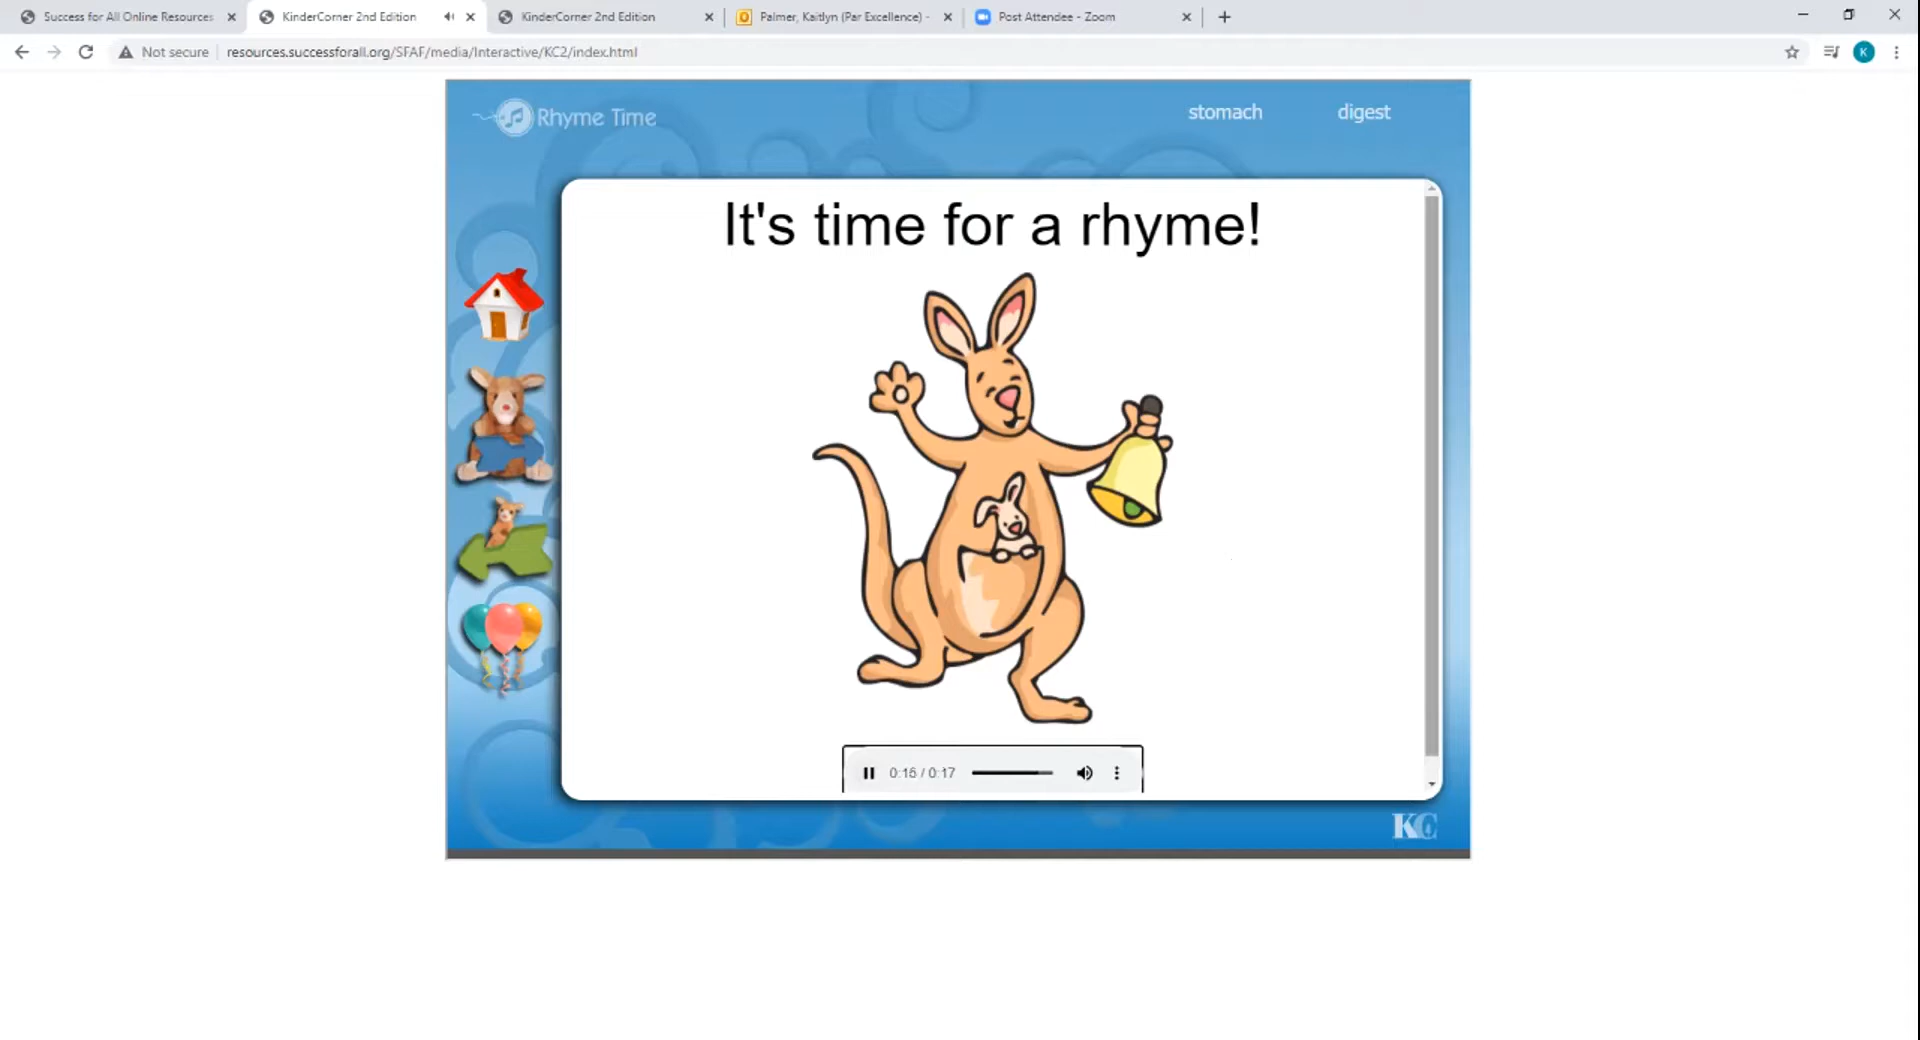 Success for All Online Resources
KinderCorner 2nd Edition
KinderCorner 2nd Edition
Palmer, Kaitlyn (Par Excellence) -
Post Attendee - Zoom
Not secure
resources.successforall.org/SFAF/media/Interactive/KC2/index.html
K
Rhyme Time
stomach
digest
It's time for a rhyme!
0:16 / 0:17
KC